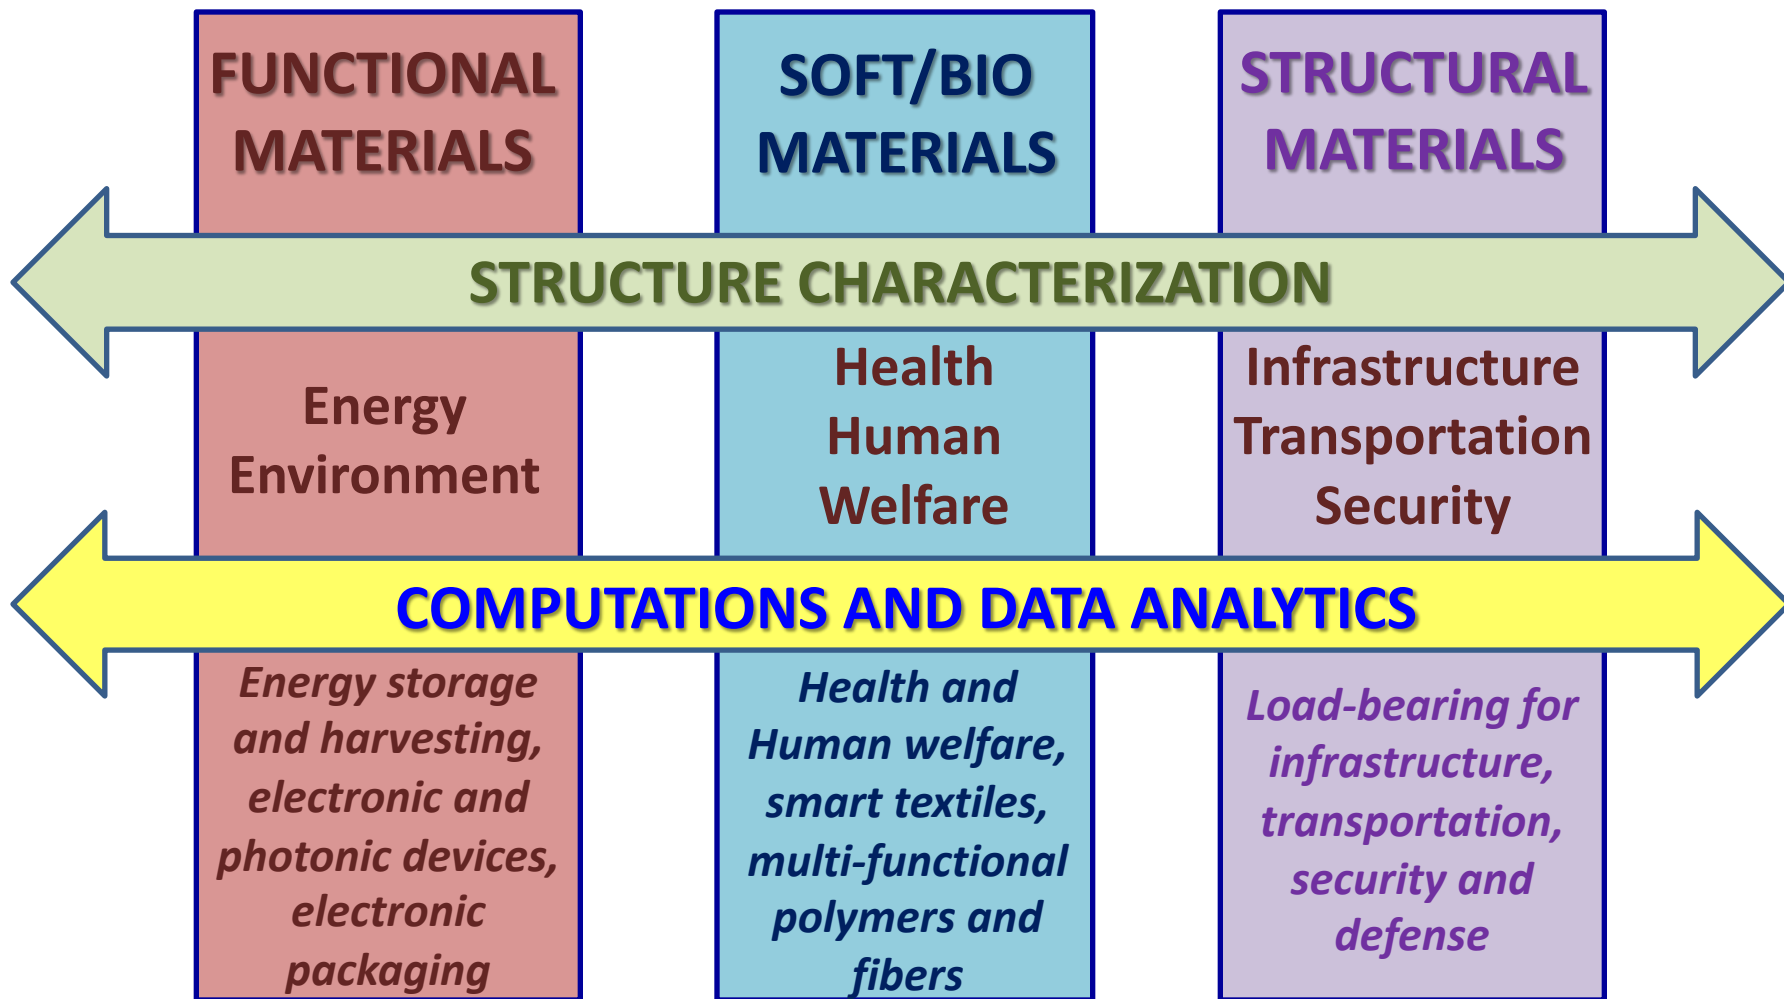 FUNCTIONAL
MATERIALS
SOFT/BIO
MATERIALS
STRUCTURAL
MATERIALS
STRUCTURE CHARACTERIZATION
Energy
Environment
Health
Human
Welfare
Infrastructure
Transportation
Security
COMPUTATIONS AND DATA ANALYTICS
Energy storage
and harvesting,
electronic and
photonic devices,
electronic
packaging
Health and
Human welfare,
smart textiles,
multi-functional
polymers and
fibers
Load-bearing for
infrastructure,
transportation,
security and
defense